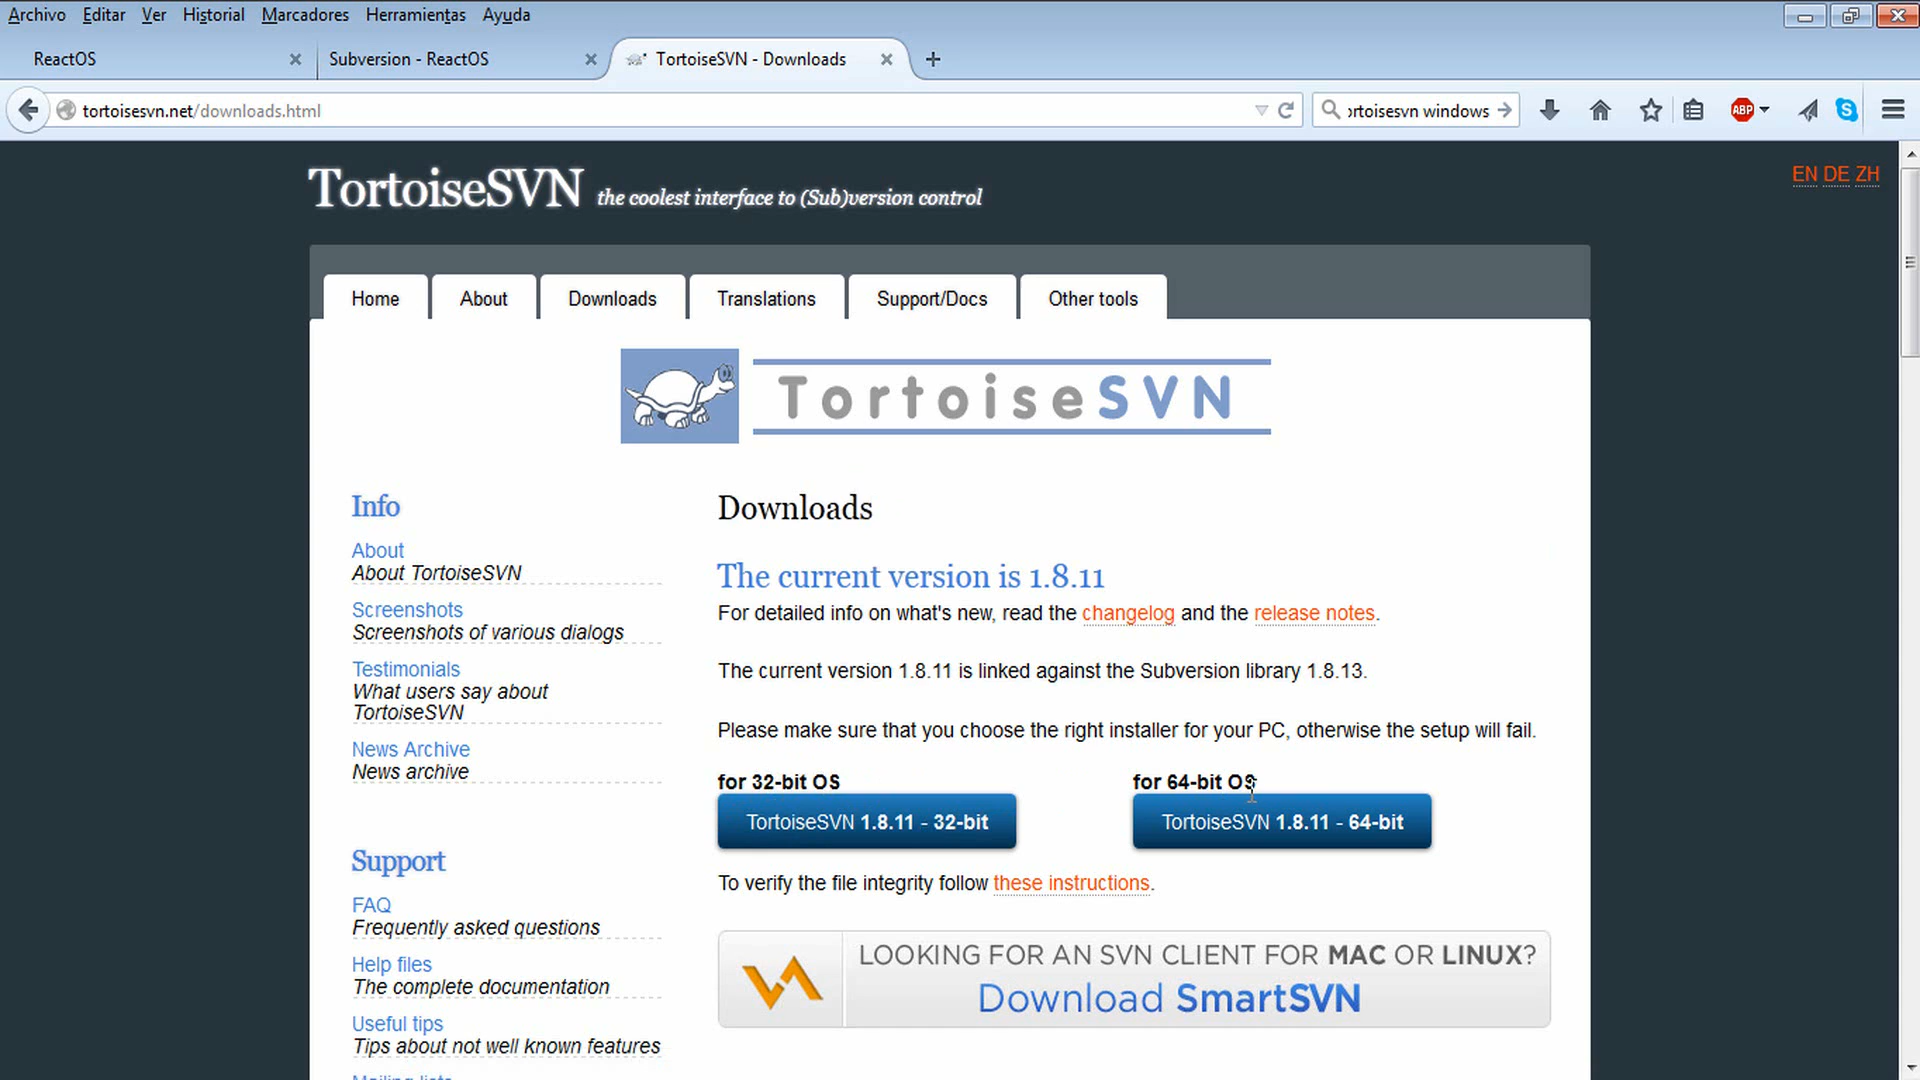 Archivo Editar Ver Historial Marcadores Herramientas Ayuda
ReactOS
Subversion - ReactOS
TortoiseSVN - Downloads
tortoisesvn.net/downloads.html
ortoisesvn windows
ABP
TortoiseSVN the coolest interface to (Sub)version control
EN DE ZH
Home
About
Downloads
Translations
Support/Docs
Other tools
TortoiseSVN
Info
About
About TortoiseSVN
Screenshots
Screenshots of various dialogs
Testimonials
What users say about
TortoiseSVN
News Archive
News archive
Support
FAQ
Frequently asked questions
Help files
The complete documentation
Useful tips
Tips about not well known features
Mailing lists
Downloads
The current version is 1.8.11
For detailed info on what's new, read the changelog and the release notes.
The current version 1.8.11 is linked against the Subversion library 1.8.13.
Please make sure that you choose the right installer for your PC, otherwise the setup will fail.
for 32-bit OS
TortoiseSVN 1.8.11 - 32-bit
for 64-bit OS
TortoiseSVN 1.8.11 - 64-bit
To verify the file integrity follow these instructions.
LOOKING FOR AN SVN CLIENT FOR MAC OR LINUX?
Download SmartSVN